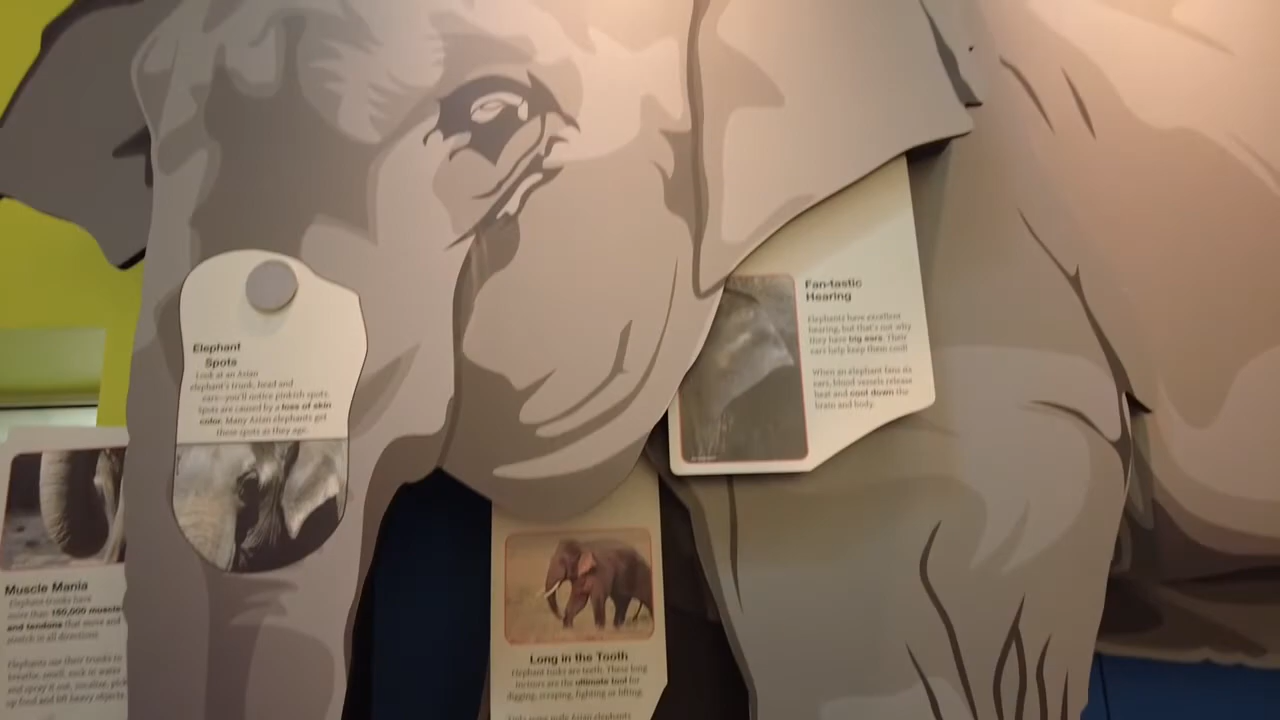 Elephant
Spots
Look at an Asian
elephant's trunk, head and
ears—you'll notice pinkish spots.
Spots are caused by a loss of skin
color. Many Asian elephants get
these spots as they age.
Fan-tastic
Hearing
Elephants have excellent
hearing, but that's not why
they have big ears. Their
ears help keep them cool!
When an elephant fans its
ears, blood vessels release
heat and cool down the
brain and body.
Muscle Mania
Elephant trunks have
more than 150,000 muscles
and tendons that move and
stretch in all directions.
Elephants use their trunks to
breathe, smell, suck in water
and spray it out, vocalize, pick
up food and lift heavy objects.
Long in the Tooth
Elephant tusks are teeth. These long
incisors are the ultimate tool for
digging, scraping, fighting or lifting.
Only some male Asian elephants